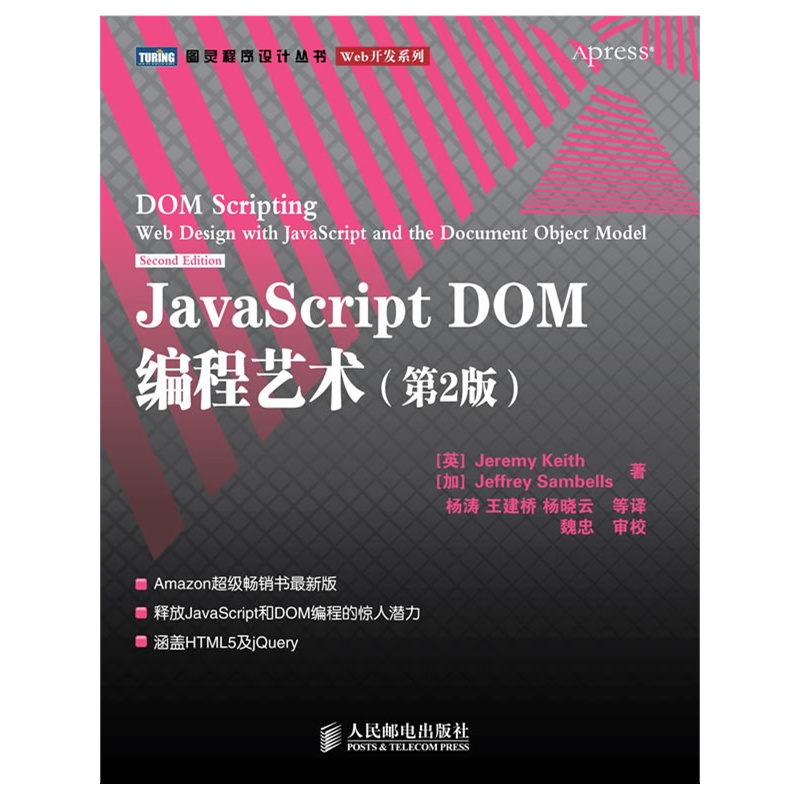 TURING 图灵程序设计丛书 Web开发系列
Apress®
DOM Scripting
Web Design with JavaScript and the Document Object Model
Second Edition
JavaScript DOM
编程艺术（第2版）
[英] Jeremy Keith
[加] Jeffrey Sambells 著
杨涛 王建桥 杨晓云 等译
魏忠 审校
Amazon超级畅销书最新版
释放JavaScript和DOM编程的惊人潜力
涵盖HTML5及jQuery
人民邮电出版社
POSTS & TELECOM PRESS